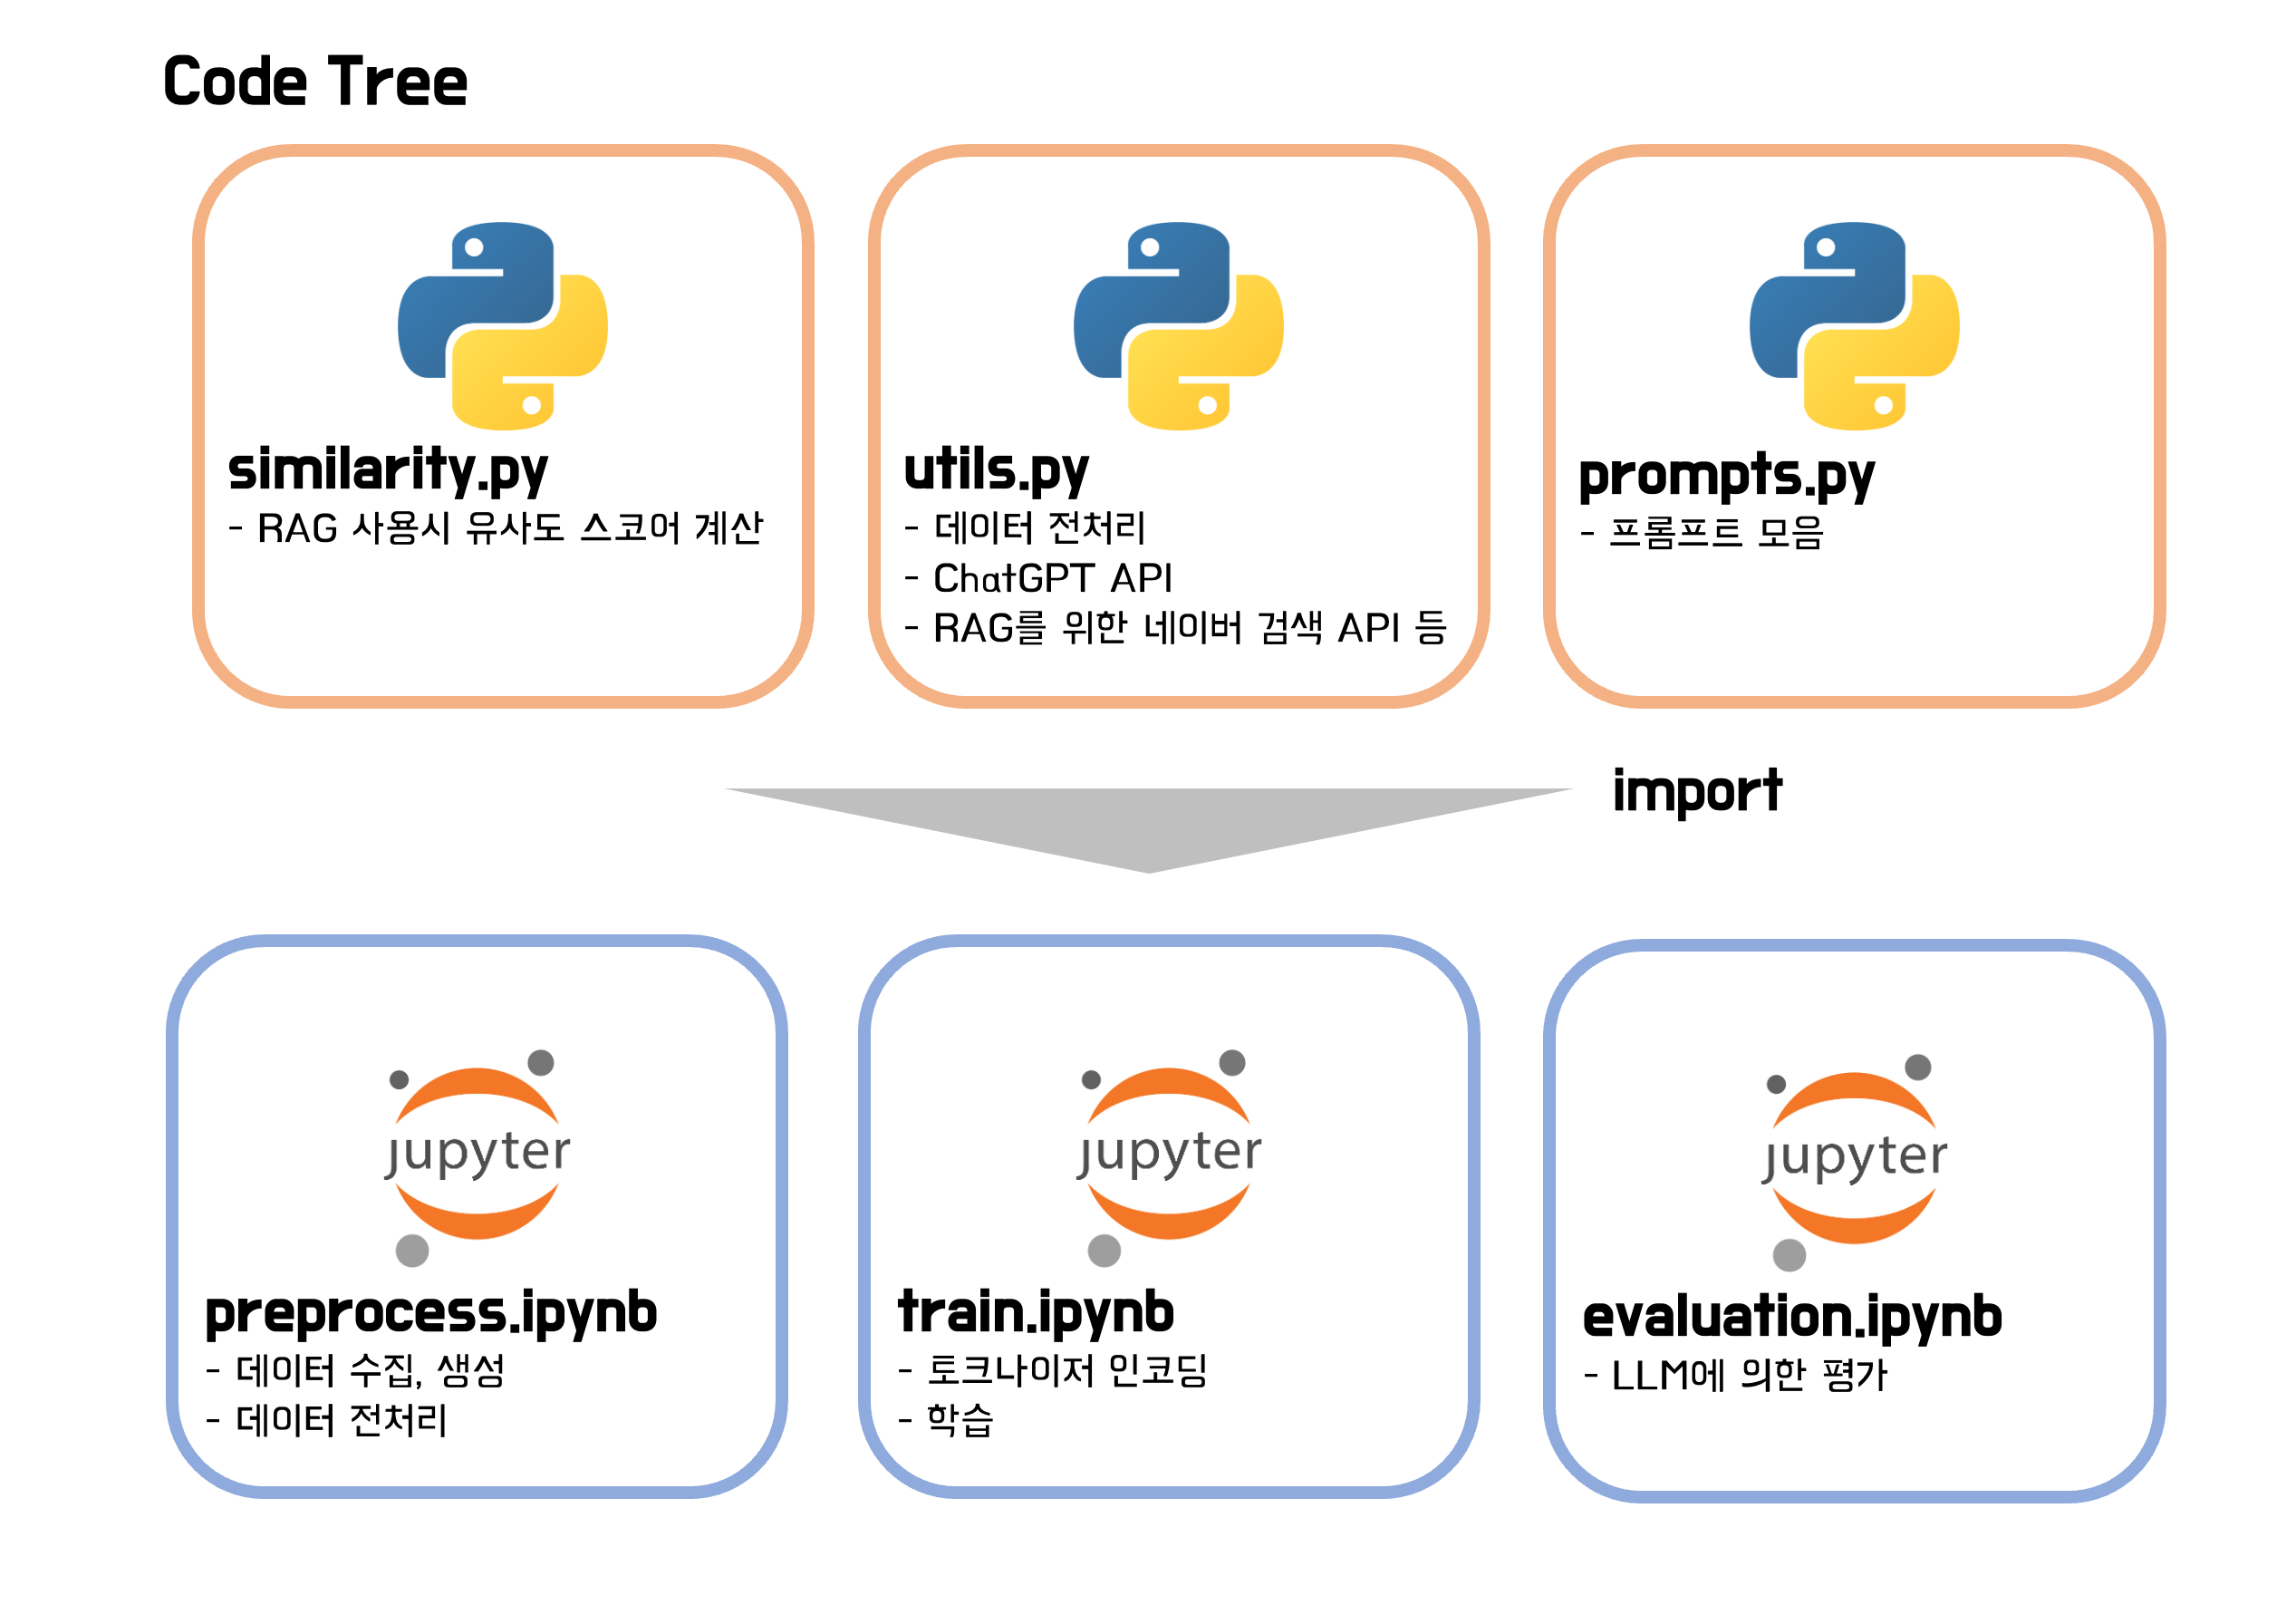 Code Tree
similarity.py
- RAG 사용시 유사도 스코어 계산
utils.py
- 데이터 전처리
- ChatGPT API
- RAG를 위한 네이버 검색 API 등
prompts.py
- 프롬프트 모음
import
jupyter
preprocess.ipynb
- 데이터 수집, 생성
- 데이터 전처리
jupyter
train.ipynb
- 토크나이저 인코딩
- 학습
jupyter
evaluation.ipynb
- LLM에 의한 평가